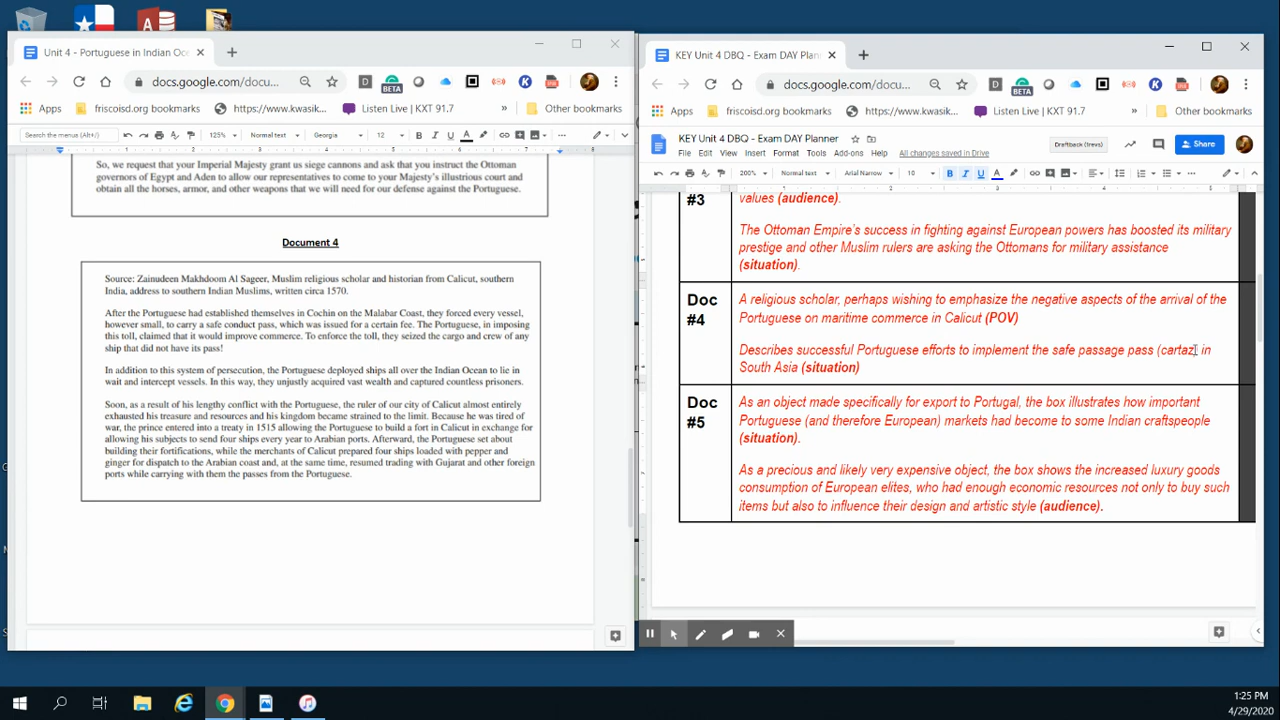 Unit 4 - Portuguese in Indian Oce
docs.google.com/docu...
BETA
Apps
friscoisd.org bookmarks
https://www.kwasik...
Listen Live | KXT 91.7
»
Other bookmarks
Search the menus (Alt+/)
125%
Normal text
Georgia
12
B I U A
So, we request that your Imperial Majesty grant us siege cannons and ask that you instruct the Ottoman
governors of Egypt and Aden to allow our representatives to come to your Majesty's illustrious court and
obtain all the horses, armor, and other weapons that we will need for our defense against the Portuguese.
Document 4
Source: Zainudeen Makhdoom Al Sageer, Muslim religious scholar and historian from Calicut, southern
India, address to southern Indian Muslims, written circa 1570.
After the Portuguese had established themselves in Cochin on the Malabar Coast, they forced every vessel,
however small, to carry a safe conduct pass, which was issued for a certain fee. The Portuguese, in imposing
this toll, claimed that it would improve commerce. To enforce the toll, they seized the cargo and crew of any
ship that did not have its pass!
In addition to this system of persecution, the Portuguese deployed ships all over the Indian Ocean to lie in
wait and intercept vessels. In this way, they unjustly acquired vast wealth and captured countless prisoners.
Soon, as a result of his lengthy conflict with the Portuguese, the ruler of our city of Calicut almost entirely
exhausted his treasure and resources and his kingdom became strained to the limit. Because he was tired of
war, the prince entered into a treaty in 1515 allowing the Portuguese to build a fort in Calicut in exchange for
allowing his subjects to send four ships every year to Arabian ports. Afterward, the Portuguese set about
building their fortifications, while the merchants of Calicut prepared four ships loaded with pepper and
ginger for dispatch to the Arabian coast and, at the same time, resumed trading with Gujarat and other foreign
ports while carrying with them the passes from the Portuguese.
KEY Unit 4 DBQ - Exam DAY Plann
docs.google.com/docu...
BETA
Apps
friscoisd.org bookmarks
https://www.kwasik...
Listen Live | KXT 91.7
»
Other bookmarks
KEY Unit 4 DBQ - Exam DAY Planner
File Edit View Insert Format Tools Add-ons Help All changes saved in Drive
Draftback (trevs)
Share
200%
Normal text
Arial Narrow
B I U A
#3
values (audience).
The Ottoman Empire's success in fighting against European powers has boosted its military
prestige and other Muslim rulers are asking the Ottomans for military assistance
(situation).
Doc
#4
A religious scholar, perhaps wishing to emphasize the negative aspects of the arrival of the
Portuguese on maritime commerce in Calicut (POV)
Describes successful Portuguese efforts to implement the safe passage pass (cartaz) in
South Asia (situation)
Doc
#5
As an object made specifically for export to Portugal, the box illustrates how important
Portuguese (and therefore European) markets had become to some Indian craftspeople
(situation).
As a precious and likely very expensive object, the box shows the increased luxury goods
consumption of European elites, who had enough economic resources not only to buy such
items but also to influence their design and artistic style (audience).
1:25 PM
4/29/2020